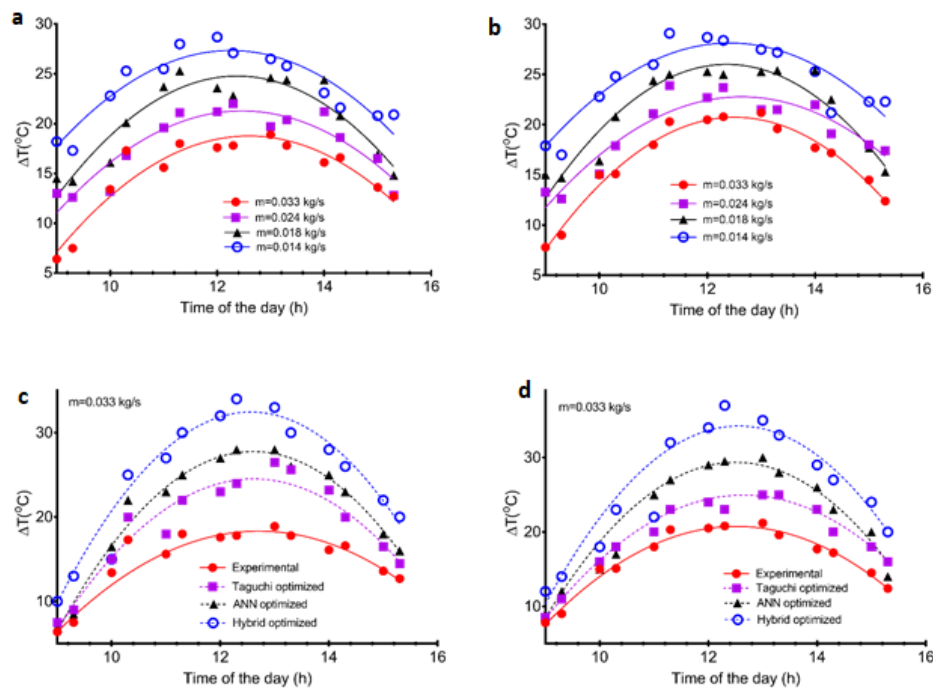 a
30
25
20
15
10
5
ΔT(°C)
m=0.033 kg/s
m=0.024 kg/s
m=0.018 kg/s
m=0.014 kg/s
10
12
14
16
Time of the day (h)
b
30
25
20
15
10
5
ΔT(°C)
m=0.033 kg/s
m=0.024 kg/s
m=0.018 kg/s
m=0.014 kg/s
10
12
14
16
Time of the day (h)
c
m=0.033 kg/s
30
20
10
ΔT(°C)
Experimental
Taguchi optimized
ANN optimized
Hybrid optimized
10
12
14
16
Time of the day (h)
d
m=0.033 kg/s
30
20
10
ΔT(°C)
Experimental
Taguchi optimized
ANN optimized
Hybrid optimized
10
12
14
16
Time of the day (h)